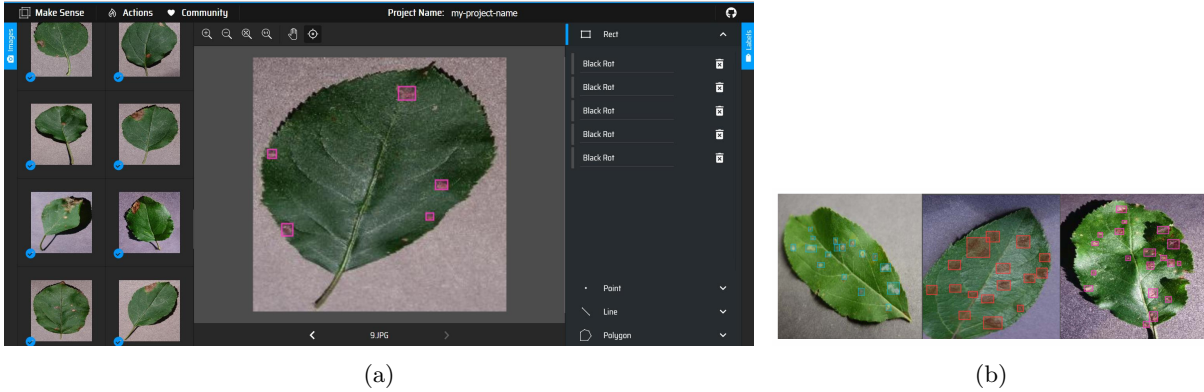 Make Sense
Actions
Community
Project Name: my-project-name
Images
Labels
Rect
Black Rot
Black Rot
Black Rot
Black Rot
Black Rot
Point
Line
Polygon
9.JPG
(a)
(b)